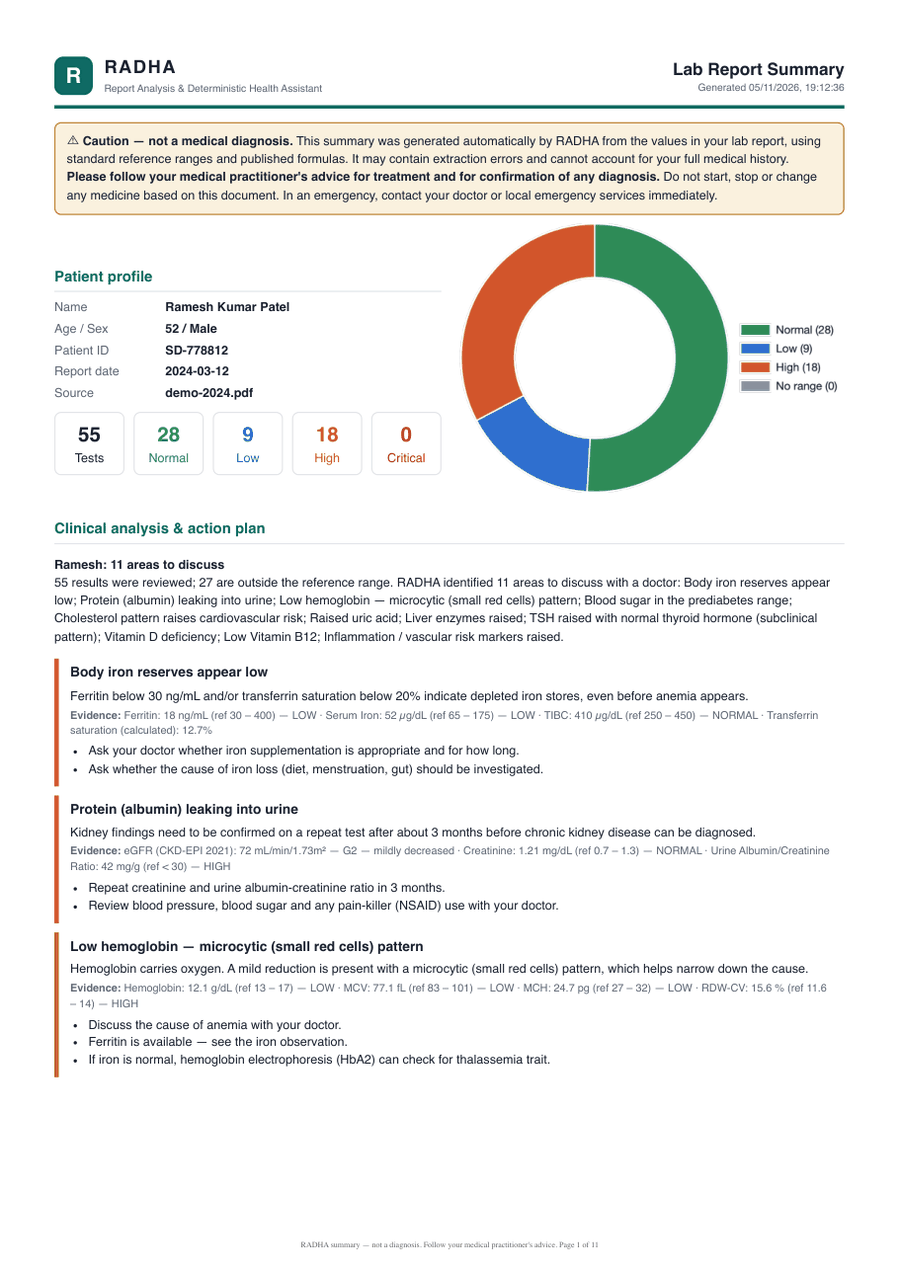 R
RADHA
Report Analysis & Deterministic Health Assistant
Lab Report Summary
Generated 05/11/2026, 19:12:36
⚠ Caution — not a medical diagnosis. This summary was generated automatically by RADHA from the values in your lab report, using
standard reference ranges and published formulas. It may contain extraction errors and cannot account for your full medical history.
Please follow your medical practitioner's advice for treatment and for confirmation of any diagnosis. Do not start, stop or change
any medicine based on this document. In an emergency, contact your doctor or local emergency services immediately.
Patient profile
Name Ramesh Kumar Patel
Age / Sex 52 / Male
Patient ID SD-778812
Report date 2024-03-12
Source demo-2024.pdf
55 28 9 18 0
Tests Normal Low High Critical
Normal (28)
Low (9)
High (18)
No range (0)
Clinical analysis & action plan
Ramesh: 11 areas to discuss
55 results were reviewed; 27 are outside the reference range. RADHA identified 11 areas to discuss with a doctor: Body iron reserves appear
low; Protein (albumin) leaking into urine; Low hemoglobin — microcytic (small red cells) pattern; Blood sugar in the prediabetes range;
Cholesterol pattern raises cardiovascular risk; Raised uric acid; Liver enzymes raised; TSH raised with normal thyroid hormone (subclinical
pattern); Vitamin D deficiency; Low Vitamin B12; Inflammation / vascular risk markers raised.
Body iron reserves appear low
Ferritin below 30 ng/mL and/or transferrin saturation below 20% indicate depleted iron stores, even before anemia appears.
Evidence: Ferritin: 18 ng/mL (ref 30 – 400) — LOW · Serum Iron: 52 µg/dL (ref 65 – 175) — LOW · TIBC: 410 µg/dL (ref 250 – 450) — NORMAL · Transferrin
saturation (calculated): 12.7%
• Ask your doctor whether iron supplementation is appropriate and for how long.
• Ask whether the cause of iron loss (diet, menstruation, gut) should be investigated.
Protein (albumin) leaking into urine
Kidney findings need to be confirmed on a repeat test after about 3 months before chronic kidney disease can be diagnosed.
Evidence: eGFR (CKD-EPI 2021): 72 mL/min/1.73m² — G2 — mildly decreased · Creatinine: 1.21 mg/dL (ref 0.7 – 1.3) — NORMAL · Urine Albumin/Creatinine
Ratio: 42 mg/g (ref < 30) — HIGH
• Repeat creatinine and urine albumin-creatinine ratio in 3 months.
• Review blood pressure, blood sugar and any pain-killer (NSAID) use with your doctor.
Low hemoglobin — microcytic (small red cells) pattern
Hemoglobin carries oxygen. A mild reduction is present with a microcytic (small red cells) pattern, which helps narrow down the cause.
Evidence: Hemoglobin: 12.1 g/dL (ref 13 – 17) — LOW · MCV: 77.1 fL (ref 83 – 101) — LOW · MCH: 24.7 pg (ref 27 – 32) — LOW · RDW-CV: 15.6 % (ref 11.6
– 14) — HIGH
• Discuss the cause of anemia with your doctor.
• Ferritin is available — see the iron observation.
• If iron is normal, hemoglobin electrophoresis (HbA2) can check for thalassemia trait.
RADHA summary — not a diagnosis. Follow your medical practitioner's advice. Page 1 of 11